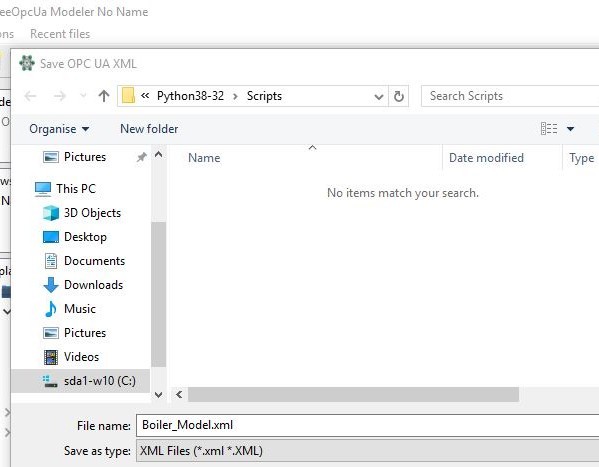 eeOpcUa Modeler No Name
ons Recent files
Save OPC UA XML
« Python38-32 › Scripts
Search Scripts
Organise New folder
Name Date modified Type
No items match your search.
Pictures
This PC
3D Objects
Desktop
Documents
Downloads
Music
Pictures
Videos
sda1-w10 (C:)
File name: Boiler_Model.xml
Save as type: XML Files (*.xml *.XML)